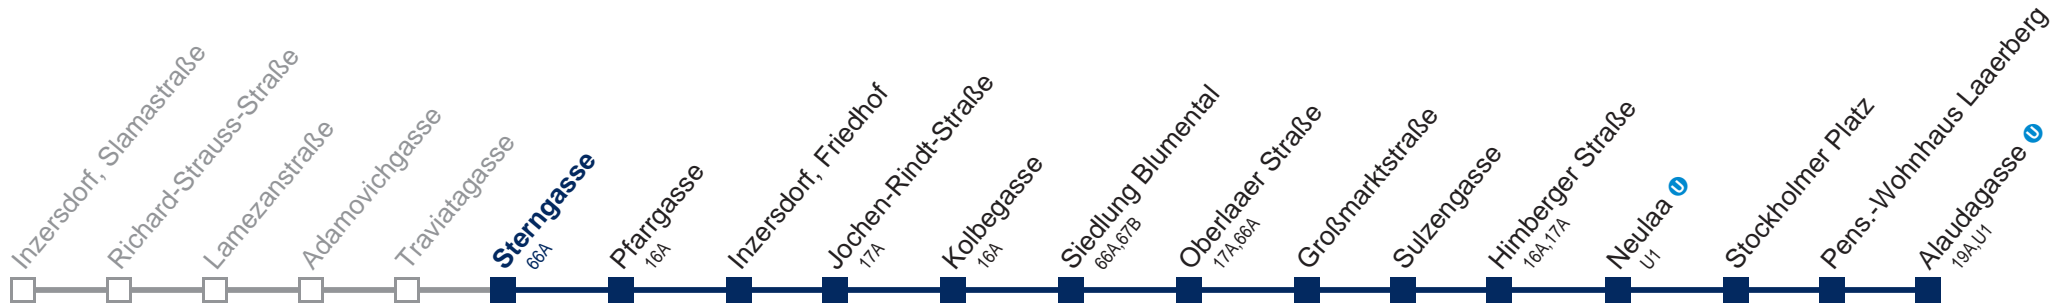 Inzersdorf, Slamastraße
Richard-Strauss-Straße
Lamezanstraße
Adamovichgasse
Traviatagasse
Sterngasse
66A
Pfarrgasse
16A
Inzersdorf, Friedhof
Jochen-Rindt-Straße
17A
Kolbegasse
16A
Siedlung Blumental
66A,67B
Oberlaaer Straße
17A,66A
Großmarktstraße
Sulzengasse
Himberger Straße
16A,17A
Neulaa U
U1
Stockholmer Platz
Pens.-Wohnhaus Laaerberg
Alaudagasse U
19A,U1